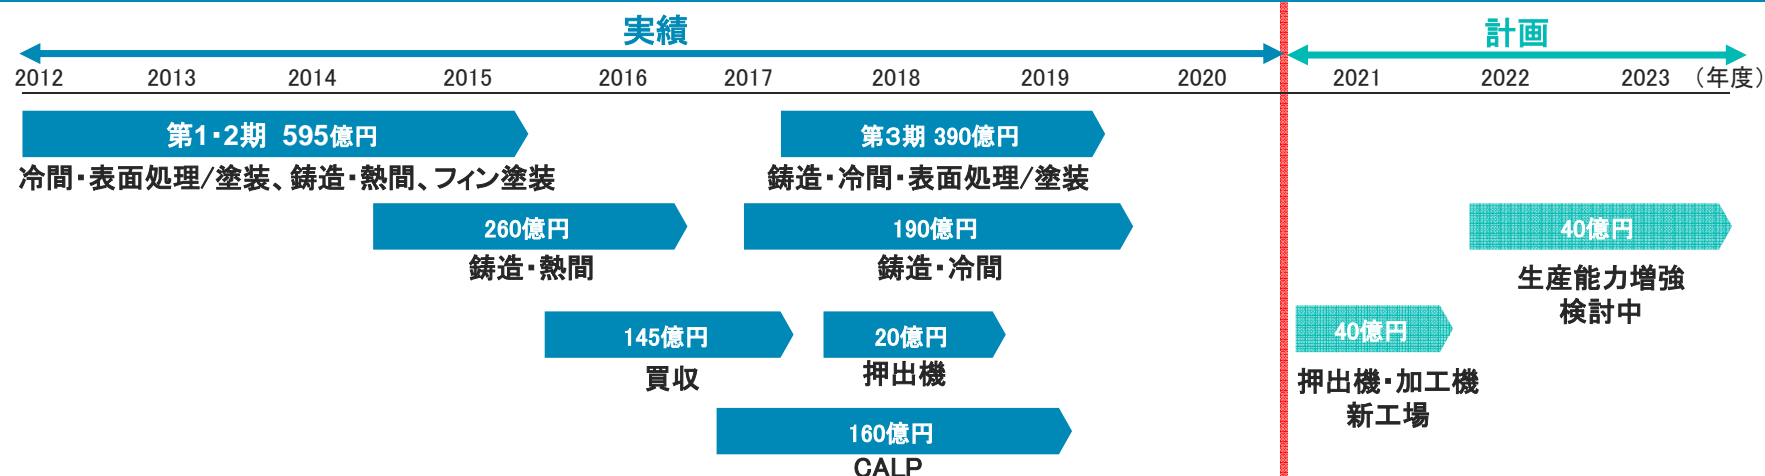 実績
計画
2012 2013 2014 2015 2016 2017 2018 2019 2020 2021 2022 2023 （年度）
第1・2期 595億円
第3期 390億円
冷間・表面処理/塗装、鋳造・熱間、フィン塗装
鋳造・冷間・表面処理/塗装
260億円
190億円
40億円
鋳造・熱間
鋳造・冷間
生産能力増強
検討中
145億円
20億円
40億円
買収
押出機
押出機・加工機
新工場
160億円
CALP